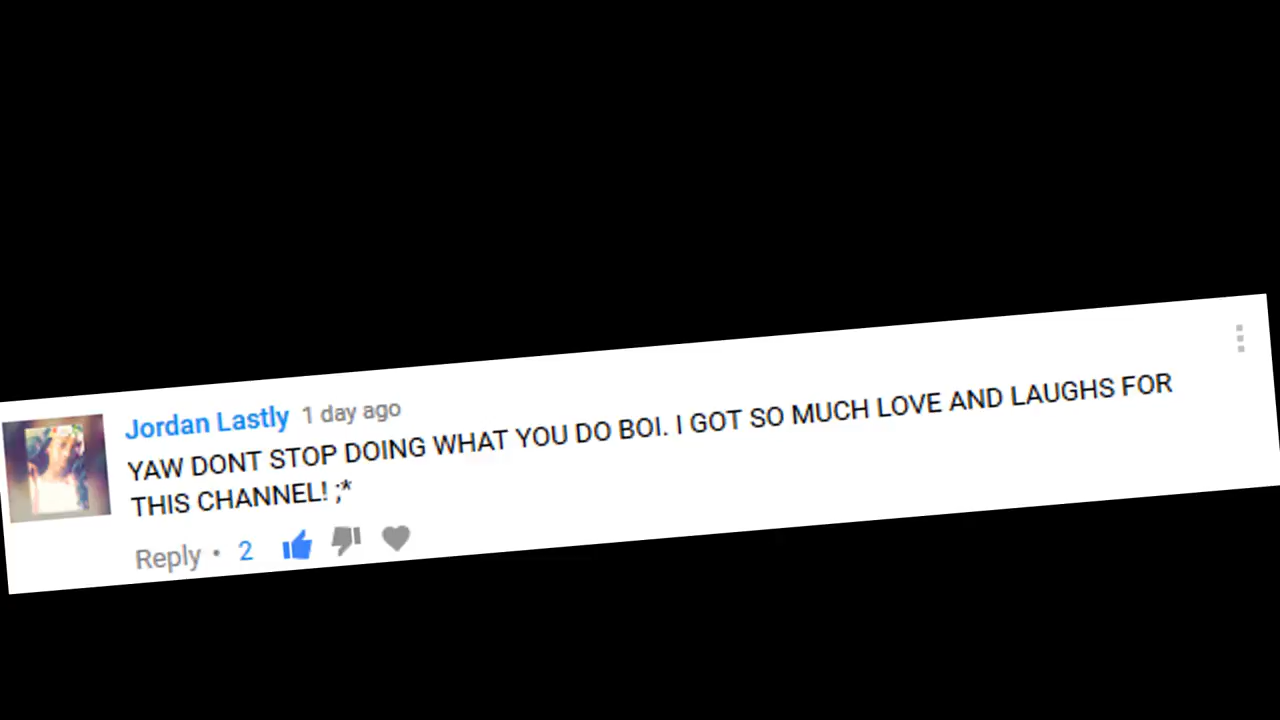 Jordan Lastly 1 day ago
YAW DONT STOP DOING WHAT YOU DO BOI. I GOT SO MUCH LOVE AND LAUGHS FOR
THIS CHANNEL! ;*
Reply • 2